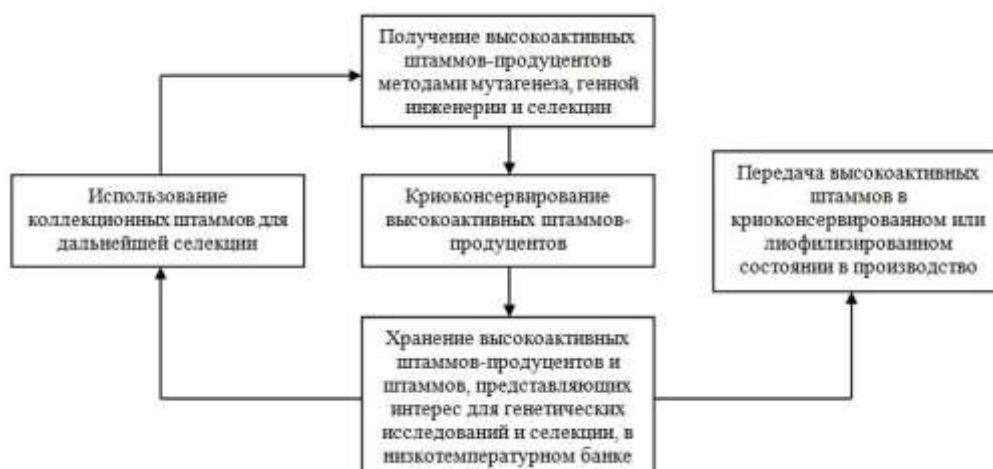 Получение высокоактивных
штаммов-продуцентов
методами мутагенеза, генной
инженерии и селекции
Использование
коллекционных штаммов для
дальнейшей селекции
Криоконсервирование
высокоактивных штаммов-
продуцентов
Передача высокоактивных
штаммов в
криоконсервированном или
лиофилизированном
состоянии в производство
Хранение высокоактивных
штаммов-продуцентов и
штаммов, представляющих
интерес для генетических
исследований и селекции, в
низкотемпературном банке